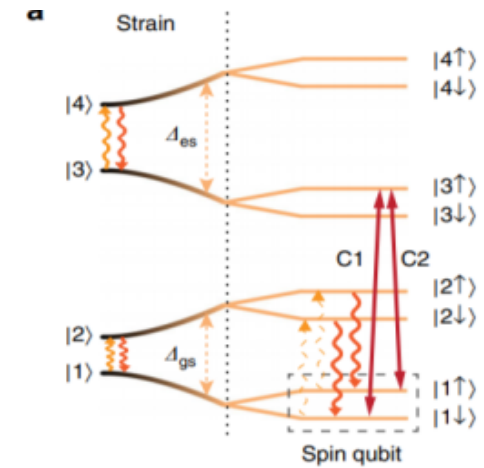 a
Strain
|4⟩
|3⟩
Δes
|2⟩
|1⟩
Δgs
|4↑⟩
|4↓⟩
|3↑⟩
|3↓⟩
C1
C2
|2↑⟩
|2↓⟩
|1↑⟩
|1↓⟩
Spin qubit